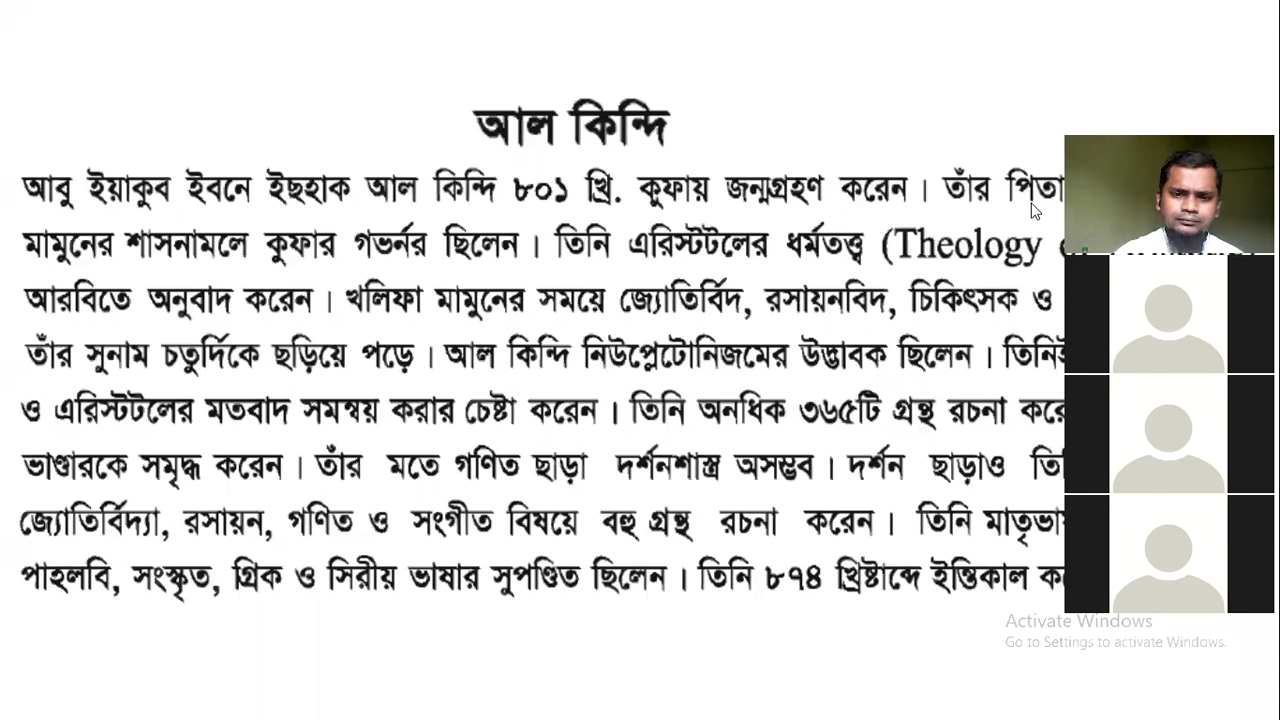 আল কিন্দি
আবু ইয়াকুব ইবনে ইছহাক আল কিন্দি ৮০১ খ্রি. কুফায় জন্মগ্রহণ করেন। তাঁর পিতা
মামুনের শাসনামলে কুফার গভর্নর ছিলেন। তিনি এরিস্টটলের ধর্মতত্ত্ব (Theology
আরবিতে অনুবাদ করেন। খলিফা মামুনের সময়ে জ্যোতির্বিদ, রসায়নবিদ, চিকিৎসক ও
তাঁর সুনাম চতুর্দিকে ছড়িয়ে পড়ে। আল কিন্দি নিউপ্লেটোনিজমের উদ্ভাবক ছিলেন।
ও এরিস্টটলের মতবাদ সমন্বয় করার চেষ্টা করেন। তিনি অনধিক ৩৬৫টি গ্রন্থ রচনা
ভাণ্ডারকে সমৃদ্ধ করেন। তাঁর মতে গণিত ছাড়া দর্শনশাস্ত্র অসম্ভব। দর্শন ছাড়াও
জ্যোতির্বিদ্যা, রসায়ন, গণিত ও সংগীত বিষয়ে বহু গ্রন্থ রচনা করেন। তিনি
পাহলবি, সংস্কৃত, গ্রিক ও সিরীয় ভাষার সুপণ্ডিত ছিলেন। তিনি ৮৭৪ খ্রিষ্টাব্দে ইন্তিকাল
Activate Windows
Go to Settings to activate Windows.